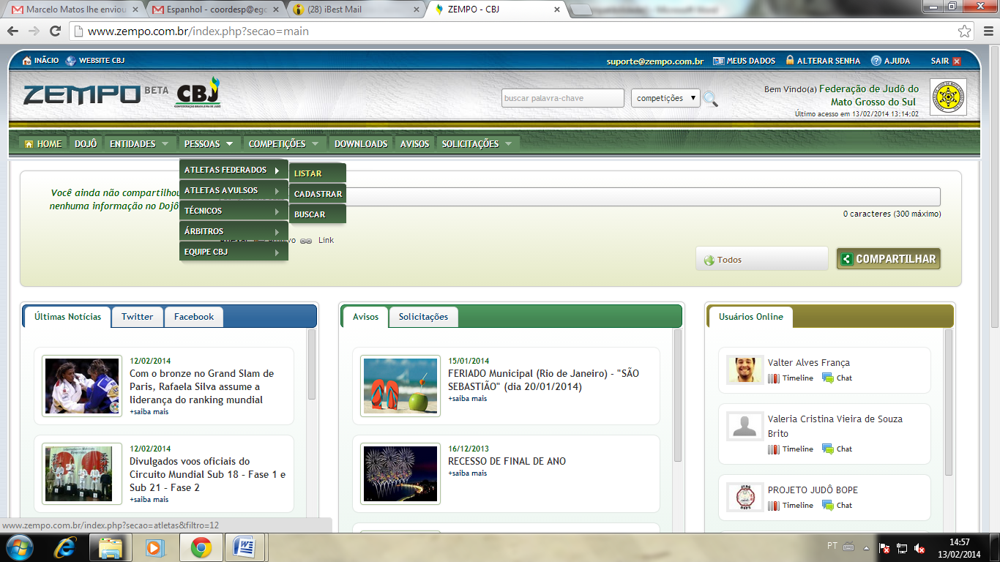 Marcelo Matos lhe enviou
Espanhol - coordesp@ego
(28) iBest Mail
ZEMPO - CBJ
www.zempo.com.br/index.php?secao=main
INÃCIO
WEBSITE CBJ
suporte@zempo.com.br
MEUS DADOS
ALTERAR SENHA
AJUDA
SAIR
ZEMPO BETA
CBJ
CONFEDERAÇÃO BRASILEIRA DE JUDÔ
buscar palavra-chave
competições
Bem Vindo(a) Federação de Judô do
Mato Grosso do Sul
Último acesso em 13/02/2014 13:14:02
HOME
DOJÔ
ENTIDADES
PESSOAS
COMPETIÇÕES
DOWNLOADS
AVISOS
SOLICITAÇÕES
ATLETAS FEDERADOS
LISTAR
ATLETAS AVULSOS
CADASTRAR
TÉCNICOS
BUSCAR
ÁRBITROS
EQUIPE CBJ
Você ainda não compartilhou
nenhuma informação no Dojô
0 caracteres (300 máximo)
Link
Todos
COMPARTILHAR
Últimas Notícias
Twitter
Facebook
12/02/2014
Com o bronze no Grand Slam de
Paris, Rafaela Silva assume a
liderança do ranking mundial
+saiba mais
12/02/2014
Divulgados voos oficiais do
Circuito Mundial Sub 18 - Fase 1 e
Sub 21 - Fase 2
+saiba mais
Avisos
Solicitações
15/01/2014
FERIADO Municipal (Rio de Janeiro) - "SÃO
SEBASTIÃO" (dia 20/01/2014)
+saiba mais
16/12/2013
RECESSO DE FINAL DE ANO
+saiba mais
Usuários Online
Valter Alves França
Timeline
Chat
Valeria Cristina Vieira de Souza
Brito
Timeline
Chat
PROJETO JUDÔ BOPE
Timeline
Chat
www.zempo.com.br/index.php?secao=atletas&filtro=12
PT
14:57
13/02/2014